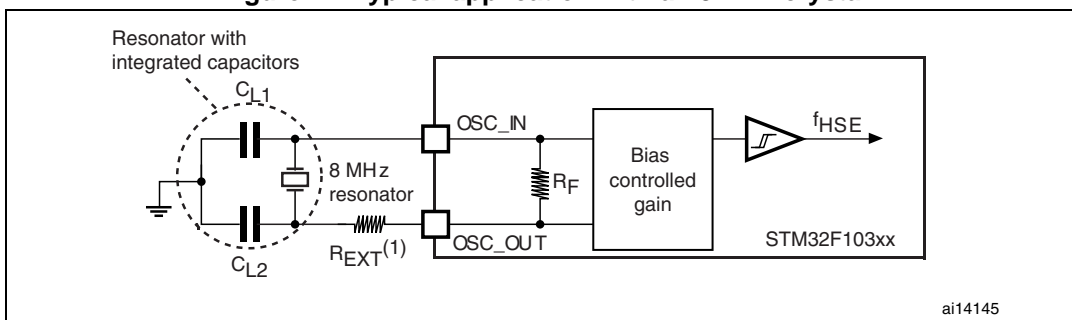 Resonator with
integrated capacitors
CL1
OSC_IN
fHSE
8 MHz
resonator
RF
Bias
controlled
gain
REXT(1)
OSC_OUT
STM32F103xx
CL2
ai14145